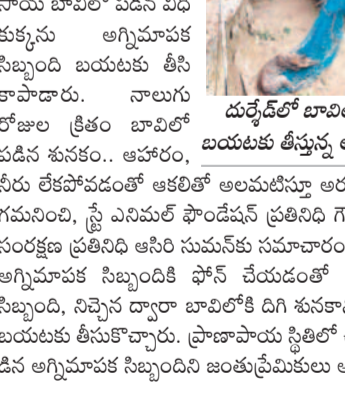 సాయ బావిలో పడిన వీధి
కుక్కను అగ్నిమాపక
సిబ్బంది బయటకు తీసి
కాపాడారు. నాలుగు
రోజుల క్రితం బావిలో
పడిన శునకం.. ఆహారం,
నీరు లేకపోవడంతో ఆకలితో అలమటిస్తూ అరు
గమనించి, స్ట్రే ఎనిమల్ ఫౌండేషన్ ప్రతినిధి గౌ
సంరక్షణ ప్రతినిధి ఆసిరి సుమన్‌కు సమాచారం
అగ్నిమాపక సిబ్బందికి ఫోన్ చేయడంతో
సిబ్బంది, నిచ్చెన ద్వారా బావిలోకి దిగి శునకా
బయటకు తీసుకొచ్చారు. ప్రాణాపాయ స్థితిలో
డిన అగ్నిమాపక సిబ్బందిని జంతుప్రేమికులు అ
దుర్శేడ్‌లో బావిల
బయటకు తీస్తున్న అ